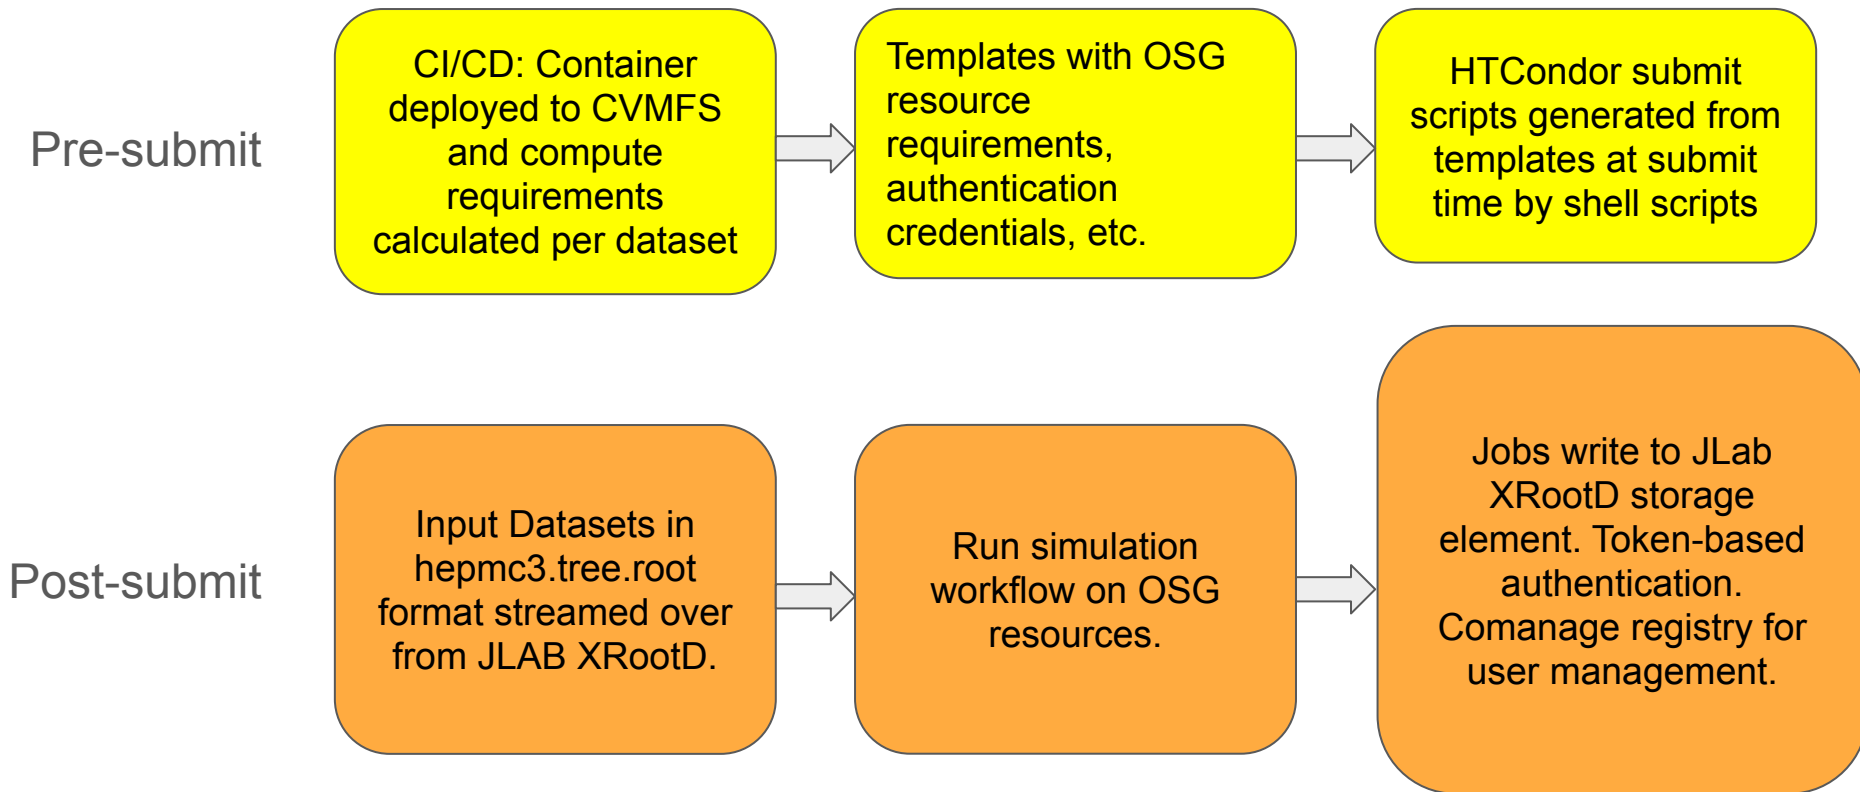 Pre-submit
CI/CD: Container
deployed to CVMFS
and compute
requirements
calculated per dataset
Templates with OSG
resource
requirements,
authentication
credentials, etc.
HTCondor submit
scripts generated from
templates at submit
time by shell scripts
Post-submit
Input Datasets in
hepmc3.tree.root
format streamed over
from JLAB XRootD.
Run simulation
workflow on OSG
resources.
Jobs write to JLab
XRootD storage
element. Token-based
authentication.
Comanage registry for
user management.